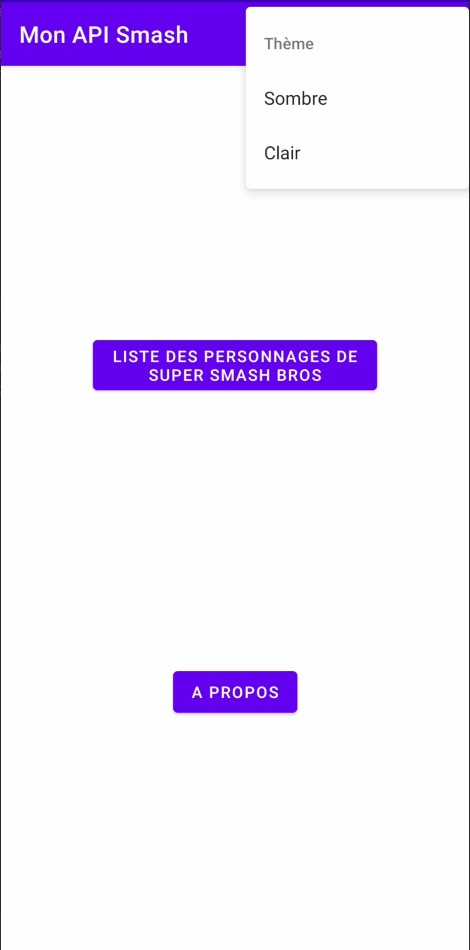 Mon API Smash
Thème
Sombre
Clair
LISTE DES PERSONNAGES DE
SUPER SMASH BROS
A PROPOS